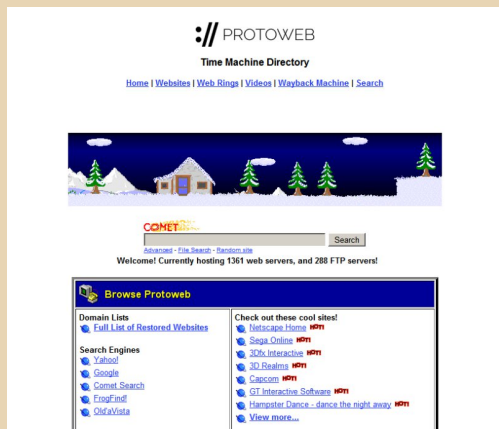 :// PROTOWEB
Time Machine Directory
Home | Websites | Web Rings | Videos | Wayback Machine | Search
COMET
Search
Advanced - File Search - Random site
Welcome! Currently hosting 1361 web servers, and 288 FTP servers!
Browse Protoweb
Domain Lists
Full List of Restored Websites
Search Engines
Yahoo!
Google
Comet Search
FrogFind!
Old'aVista
Check out these cool sites!
Netscape Home HOT!
Sega Online HOT!
3Dfx Interactive HOT!
3D Realms HOT!
Capcom HOT!
GT Interactive Software HOT!
Hampster Dance - dance the night away HOT!
View more...